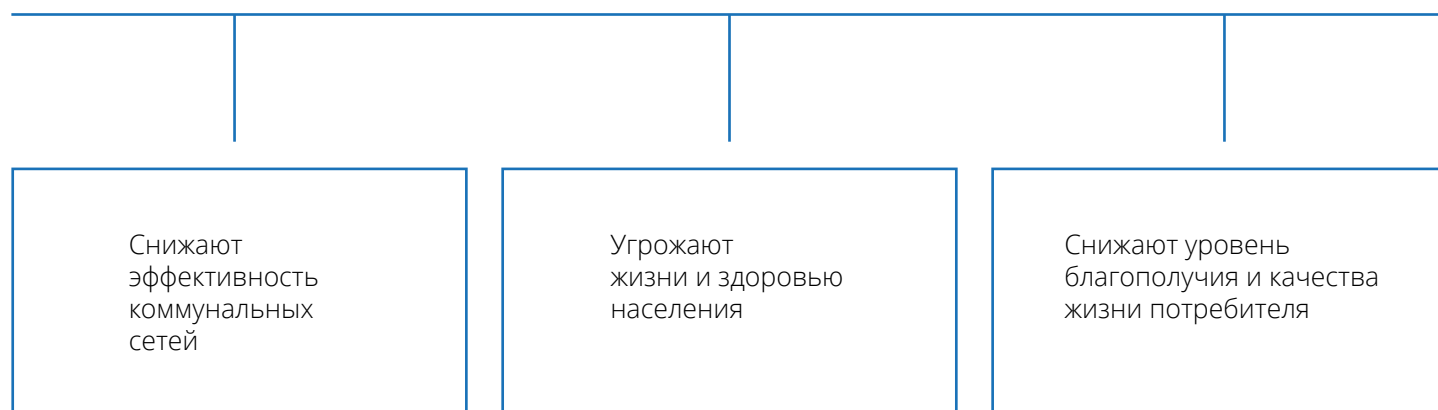 Снижают
эффективность
коммунальных
сетей
Угрожают
жизни и здоровью
населения
Снижают уровень
благополучия и качества
жизни потребителя